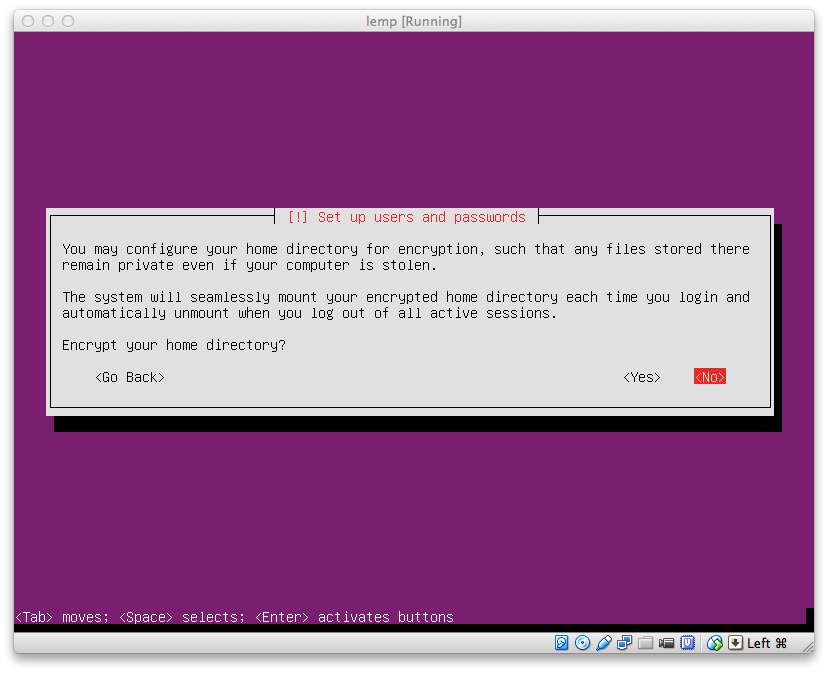 lemp [Running]
[!] Set up users and passwords
You may configure your home directory for encryption, such that any files stored there
remain private even if your computer is stolen.
The system will seamlessly mount your encrypted home directory each time you login and
automatically unmount when you log out of all active sessions.
Encrypt your home directory?
<Go Back> <Yes> <No>
<Tab> moves; <Space> selects; <Enter> activates buttons
Left ⌘